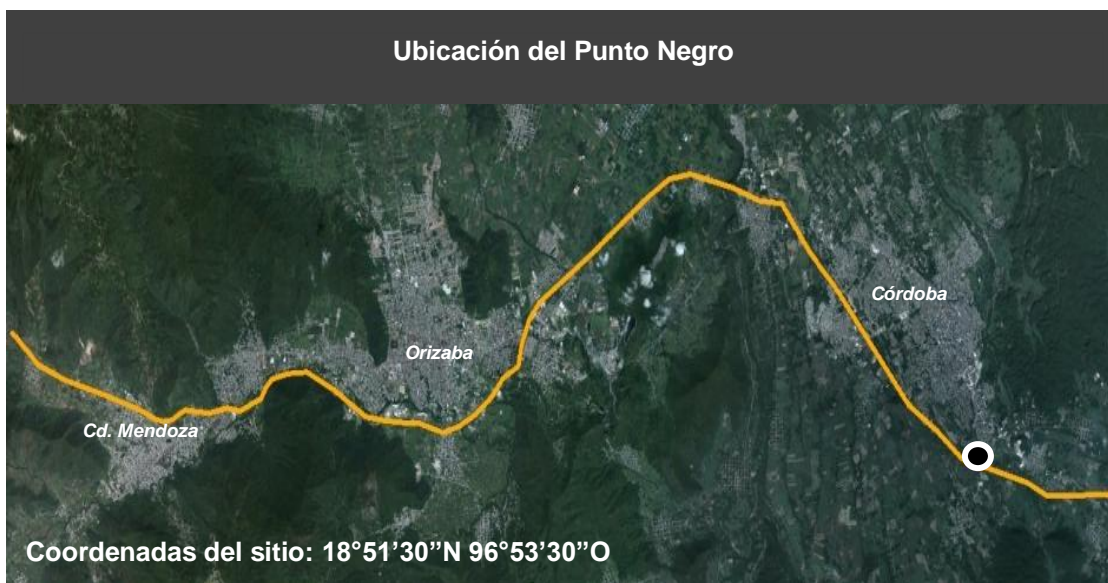 Ubicación del Punto Negro
Córdoba
Orizaba
Cd. Mendoza
Coordenadas del sitio: 18°51’30”N 96°53’30”O